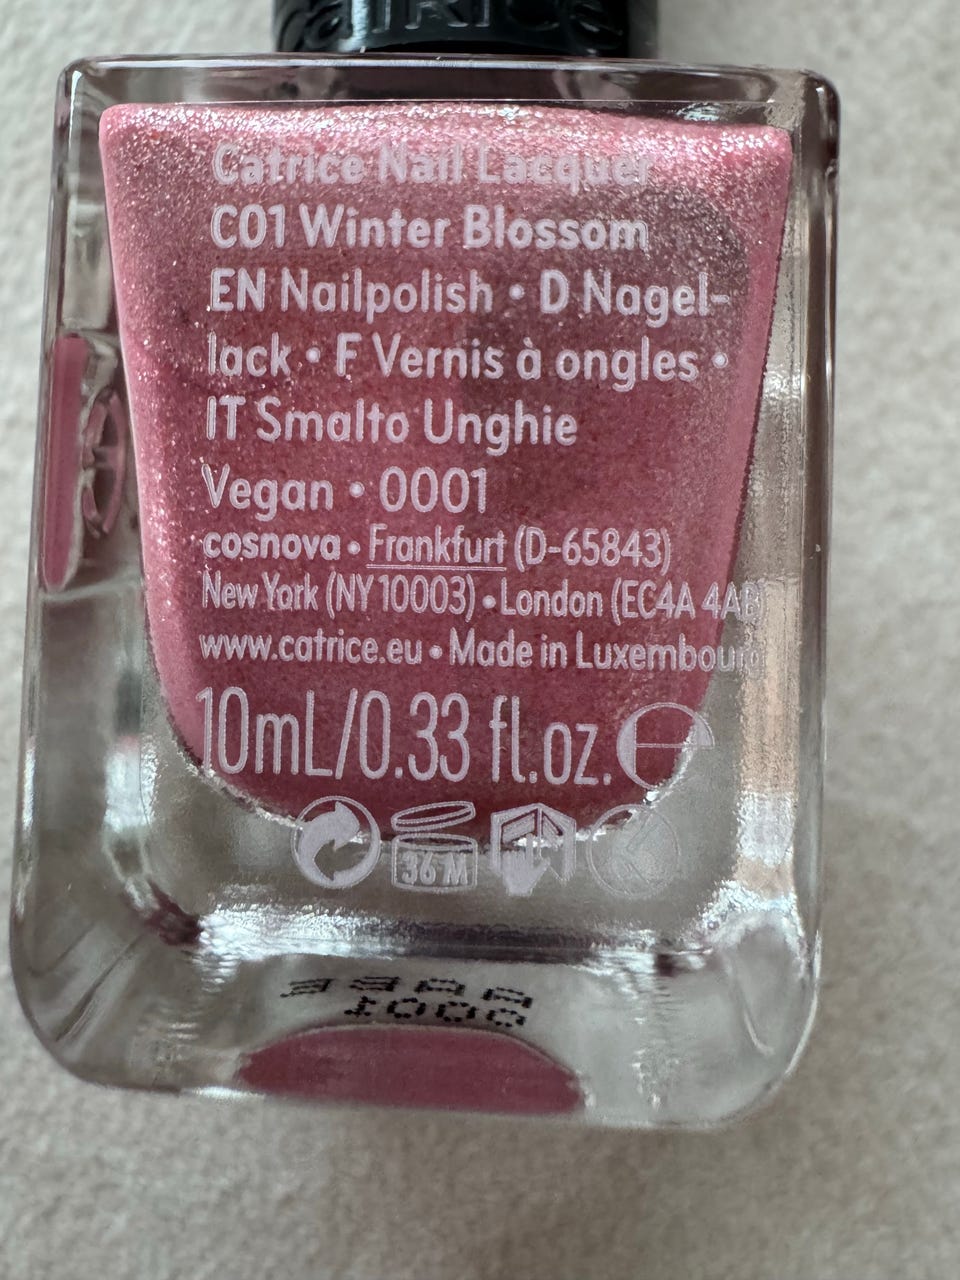 CATRICE
Catrice Nail Lacquer
C01 Winter Blossom
EN Nailpolish • D Nagel-
lack • F Vernis à ongles •
IT Smalto Unghie
Vegan • 0001
cosnova • Frankfurt (D-65843)
New York (NY 10003) • London (EC4A 4AB)
www.catrice.eu • Made in Luxembourg
10mL/0.33 fl.oz. e
36 M
0001